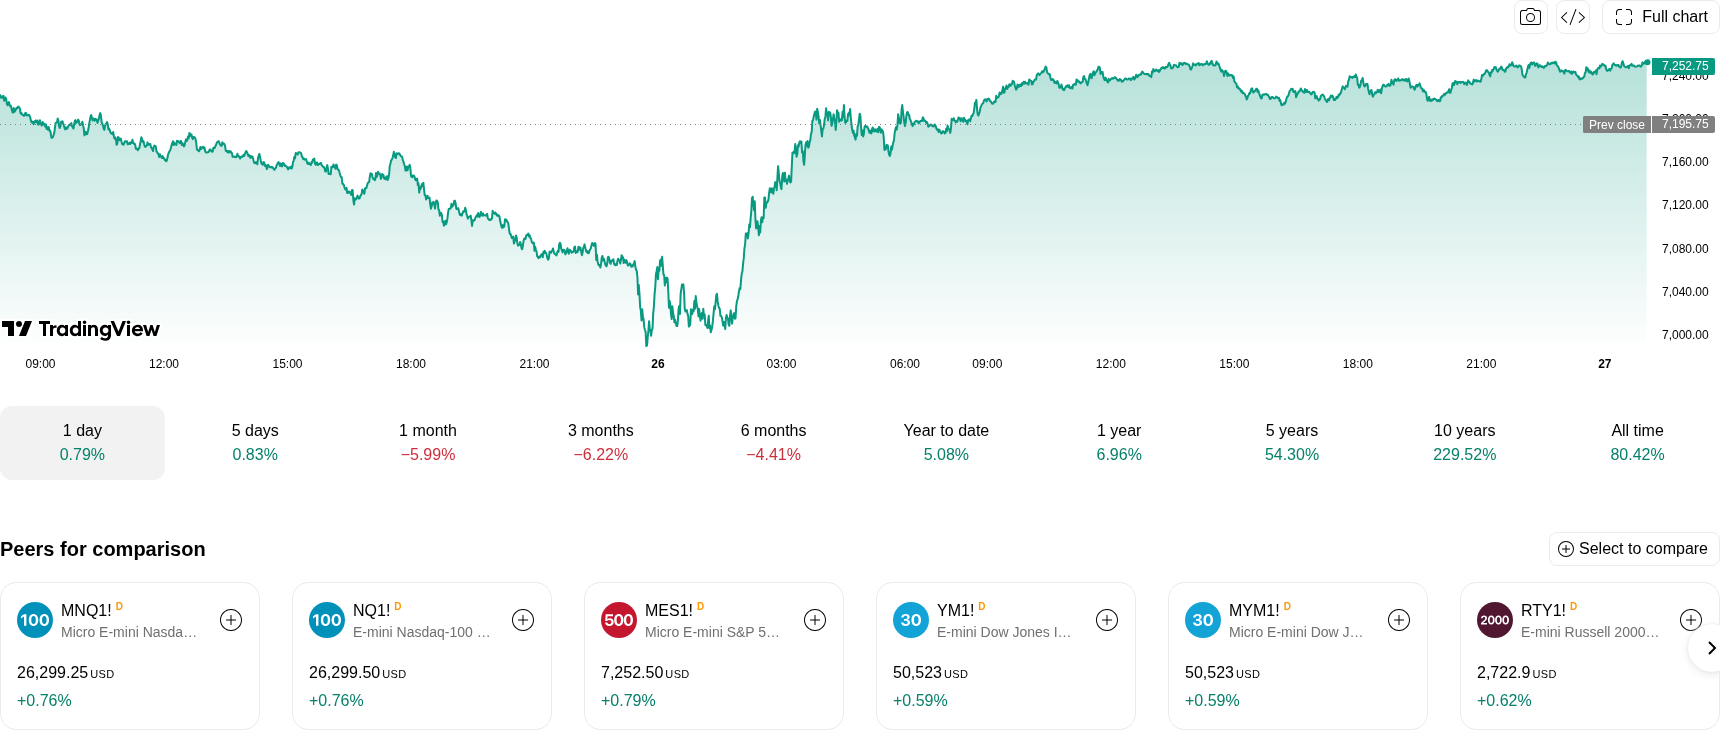 Full chart
7,252.75
7,240.00
Prev close 7,195.75
7,160.00
7,120.00
7,080.00
7,040.00
7,000.00
TradingView
09:00 12:00 15:00 18:00 21:00 26 03:00 06:00 09:00 12:00 15:00 18:00 21:00 27
1 day 5 days 1 month 3 months 6 months Year to date 1 year 5 years 10 years All time
0.79% 0.83% −5.99% −6.22% −4.41% 5.08% 6.96% 54.30% 229.52% 80.42%
Peers for comparison
Select to compare
100 MNQ1! D
Micro E-mini Nasda…
26,299.25 USD
+0.76%
100 NQ1! D
E-mini Nasdaq-100 …
26,299.50 USD
+0.76%
500 MES1! D
Micro E-mini S&P 5…
7,252.50 USD
+0.79%
30 YM1! D
E-mini Dow Jones I…
50,523 USD
+0.59%
30 MYM1! D
Micro E-mini Dow J…
50,523 USD
+0.59%
2000 RTY1! D
E-mini Russell 2000…
2,722.9 USD
+0.62%